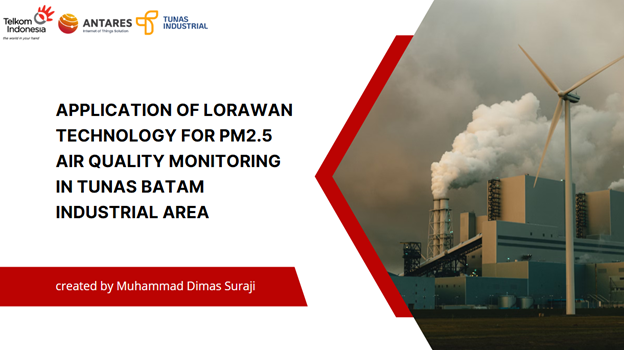 Telkom
Indonesia
the world in your hand
ANTARES
Internet of Things Solution
TUNAS
INDUSTRIAL
APPLICATION OF LORAWAN
TECHNOLOGY FOR PM2.5
AIR QUALITY MONITORING
IN TUNAS BATAM
INDUSTRIAL AREA
created by Muhammad Dimas Suraji